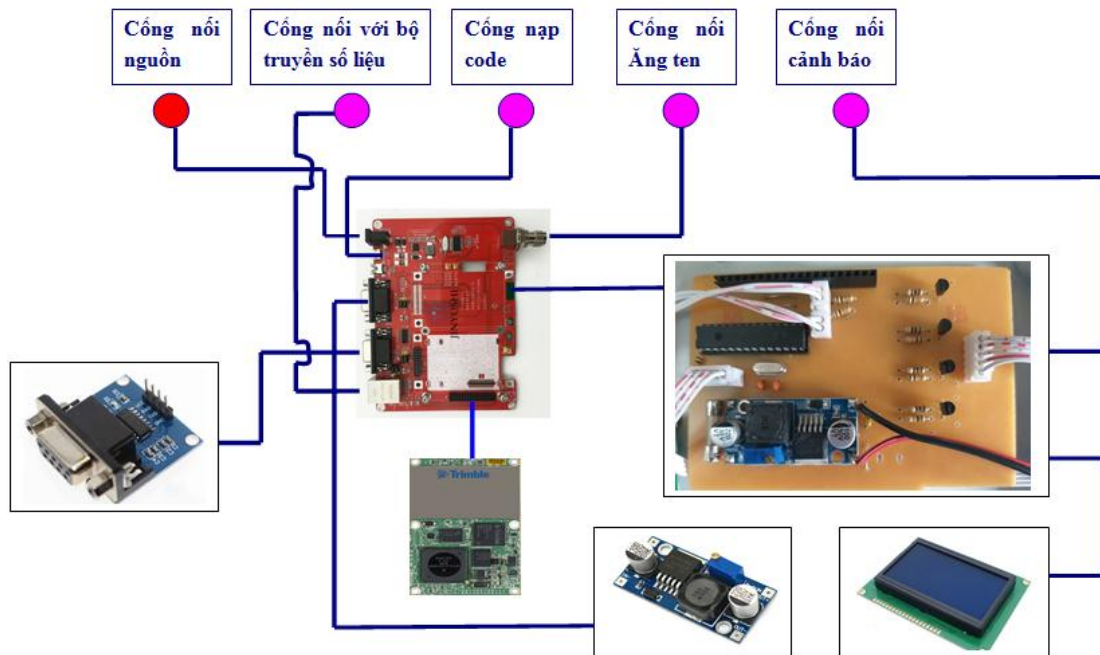 Cổng nối
nguồn
Cổng nối với bộ
truyền số liệu
Cổng nạp
code
Cổng nối
Ăng ten
Cổng nối
cảnh báo
JINYUSHI
Trimble